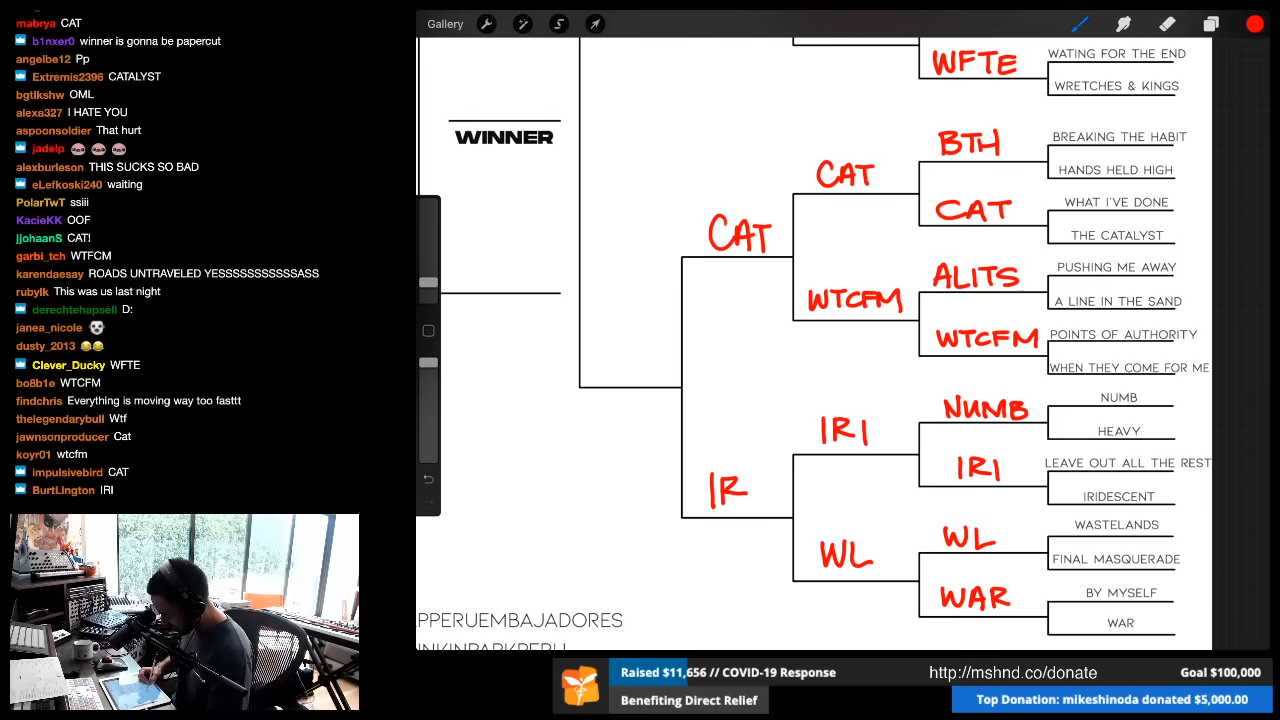 mabrya CAT
b1nxer0 winner is gonna be papercut
angelbe12 Pp
Extremis2396 CATALYST
bgtlkshw OML
alexa327 I HATE YOU
aspoonsoldier That hurt
jadelp
alexburleson THIS SUCKS SO BAD
eLefkoski240 waiting
PolarTwT ssiii
KacieKK OOF
jjohaanS CAT!
garbi_tch WTFCM
karendaesay ROADS UNTRAVELED YESSSSSSSSSSASS
rubylk This was us last night
derechtehapsell D:
janea_nicole
dusty_2013
Clever_Ducky WFTE
bo8b1e WTCFM
findchris Everything is moving way too fasttt
thelegendarybull Wtf
jawnsonproducer Cat
koyr01 wtcfm
impulsivebird CAT
BurtLington IRI
Gallery
WINNER
CAT
IR
CAT
WTCFM
IRI
WL
WFTE
BTH
CAT
ALITS
WTCFM
NUMB
IRI
WL
WAR
WATING FOR THE END
WRETCHES & KINGS
BREAKING THE HABIT
HANDS HELD HIGH
WHAT I'VE DONE
THE CATALYST
PUSHING ME AWAY
A LINE IN THE SAND
POINTS OF AUTHORITY
WHEN THEY COME FOR ME
NUMB
HEAVY
LEAVE OUT ALL THE REST
IRIDESCENT
WASTELANDS
FINAL MASQUERADE
BY MYSELF
WAR
PPERUEMBAJADORES
NKINPARKPERU
Raised $11,656 // COVID-19 Response
http://mshnd.co/donate
Goal $100,000
Benefiting Direct Relief
Top Donation: mikeshinoda donated $5,000.00